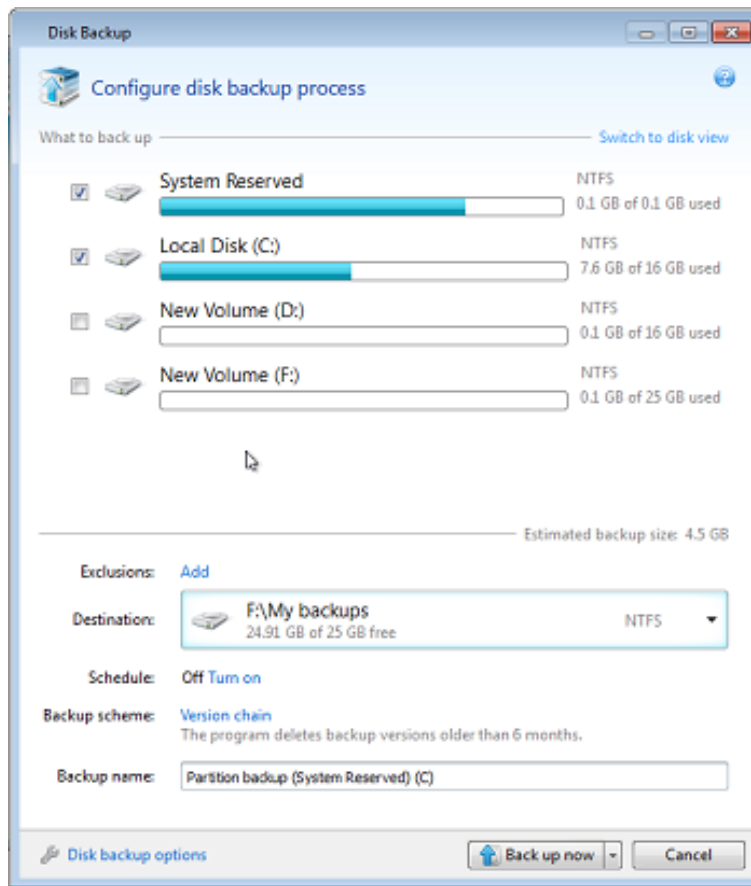 Disk Backup
Configure disk backup process
What to back up
Switch to disk view
System Reserved
NTFS
0.1 GB of 0.1 GB used
Local Disk (C:)
NTFS
7.6 GB of 16 GB used
New Volume (D:)
NTFS
0.1 GB of 16 GB used
New Volume (F:)
NTFS
0.1 GB of 25 GB used
Estimated backup size: 4.5 GB
Exclusions: Add
Destination: F:\My backups
24.91 GB of 25 GB free
NTFS
Schedule: Off Turn on
Backup scheme: Version chain
The program deletes backup versions older than 6 months.
Backup name: Partition backup (System Reserved) (C)
Disk backup options
Back up now
Cancel